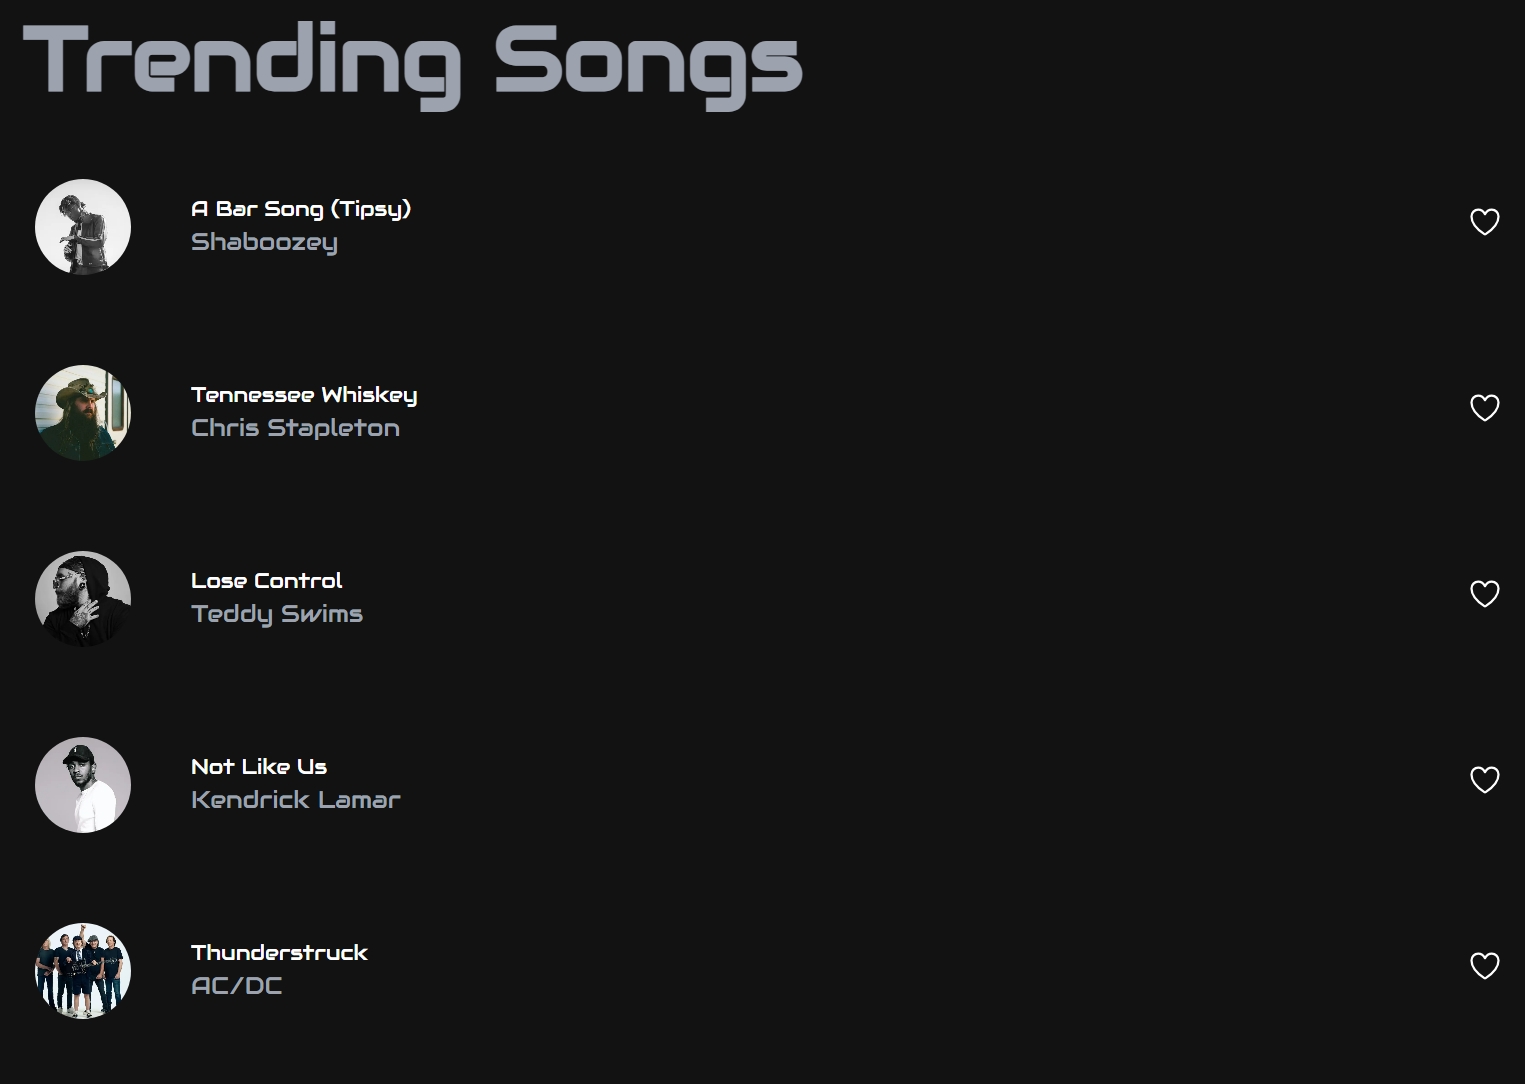 Trending Songs
A Bar Song (Tipsy)
Shaboozey
Tennessee Whiskey
Chris Stapleton
Lose Control
Teddy Swims
Not Like Us
Kendrick Lamar
Thunderstruck
AC/DC